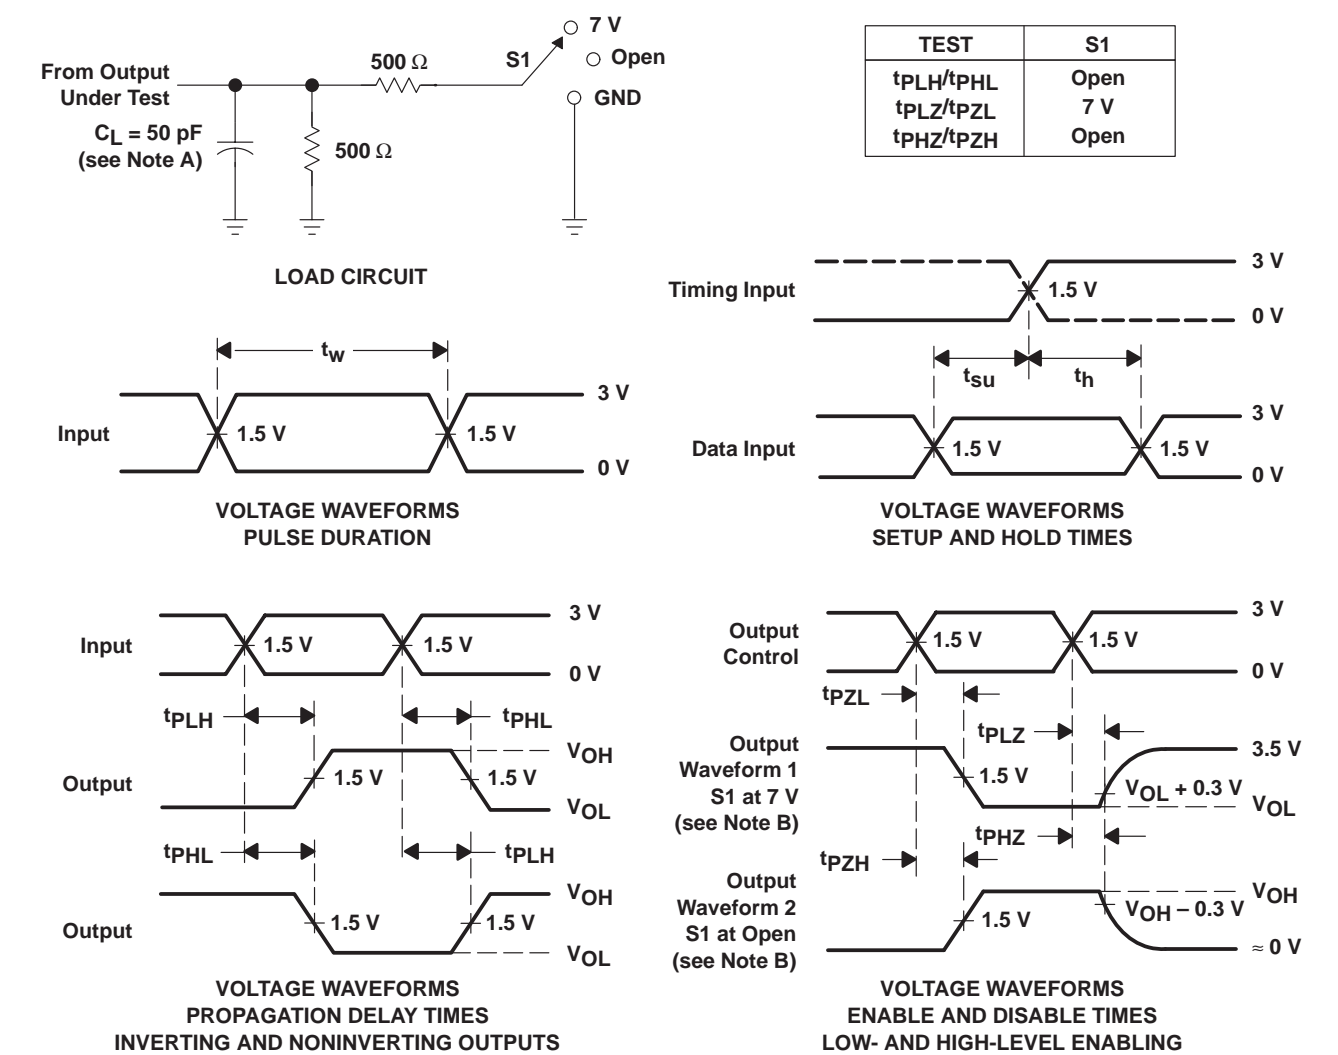 7 V
Open
GND
S1
500 Ω
From Output
Under Test
CL = 50 pF
(see Note A)
500 Ω
LOAD CIRCUIT
TEST S1
tPLH/tPHL Open
tPLZ/tPZL 7 V
tPHZ/tPZH Open
Timing Input
3 V
1.5 V
0 V
tsu
th
Data Input
3 V
1.5 V
1.5 V
0 V
VOLTAGE WAVEFORMS
SETUP AND HOLD TIMES
tw
Input
3 V
1.5 V
1.5 V
0 V
VOLTAGE WAVEFORMS
PULSE DURATION
Input
3 V
1.5 V
1.5 V
0 V
tPLH
tPHL
Output
VOH
1.5 V
1.5 V
VOL
tPHL
tPLH
Output
VOH
1.5 V
1.5 V
VOL
VOLTAGE WAVEFORMS
PROPAGATION DELAY TIMES
INVERTING AND NONINVERTING OUTPUTS
Output
Control
3 V
1.5 V
1.5 V
0 V
tPZL
tPLZ
Output
Waveform 1
S1 at 7 V
(see Note B)
3.5 V
1.5 V
VOL + 0.3 V
VOL
tPHZ
tPZH
Output
Waveform 2
S1 at Open
(see Note B)
VOH
1.5 V
VOH – 0.3 V
≈ 0 V
VOLTAGE WAVEFORMS
ENABLE AND DISABLE TIMES
LOW- AND HIGH-LEVEL ENABLING